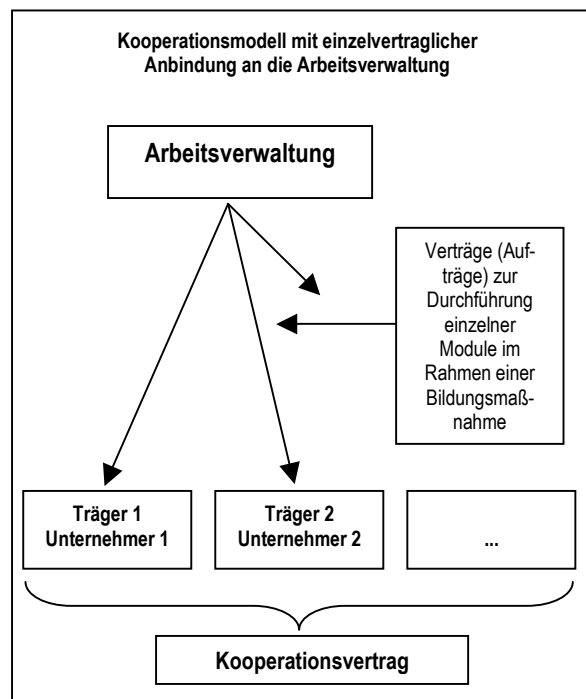 Kooperationsmodell mit einzelvertraglicher
Anbindung an die Arbeitsverwaltung
Arbeitsverwaltung
Verträge (Auf-
träge) zur
Durchführung
einzelner
Module im
Rahmen einer
Bildungsmaß-
nahme
Träger 1
Unternehmer 1
Träger 2
Unternehmer 2
...
Kooperationsvertrag